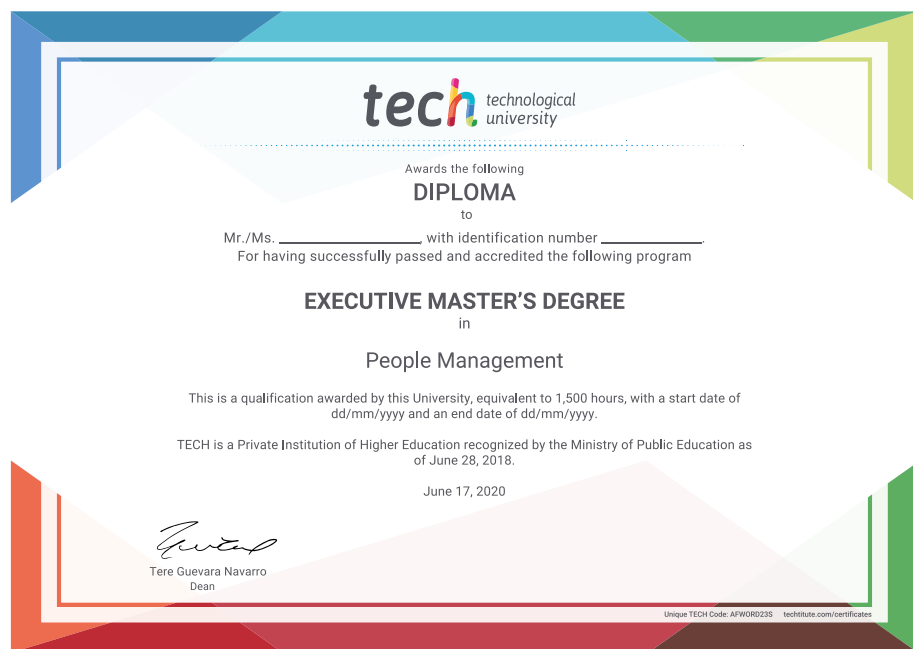 tech technological
university
Awards the following
DIPLOMA
to
Mr./Ms. ____________________, with identification number ______________.
For having successfully passed and accredited the following program
EXECUTIVE MASTER'S DEGREE
in
People Management
This is a qualification awarded by this University, equivalent to 1,500 hours, with a start date of
dd/mm/yyyy and an end date of dd/mm/yyyy.
TECH is a Private Institution of Higher Education recognized by the Ministry of Public Education as
of June 28, 2018.
June 17, 2020
Tere Guevara Navarro
Dean
Unique TECH Code: AFWORD23S techtitute.com/certificates